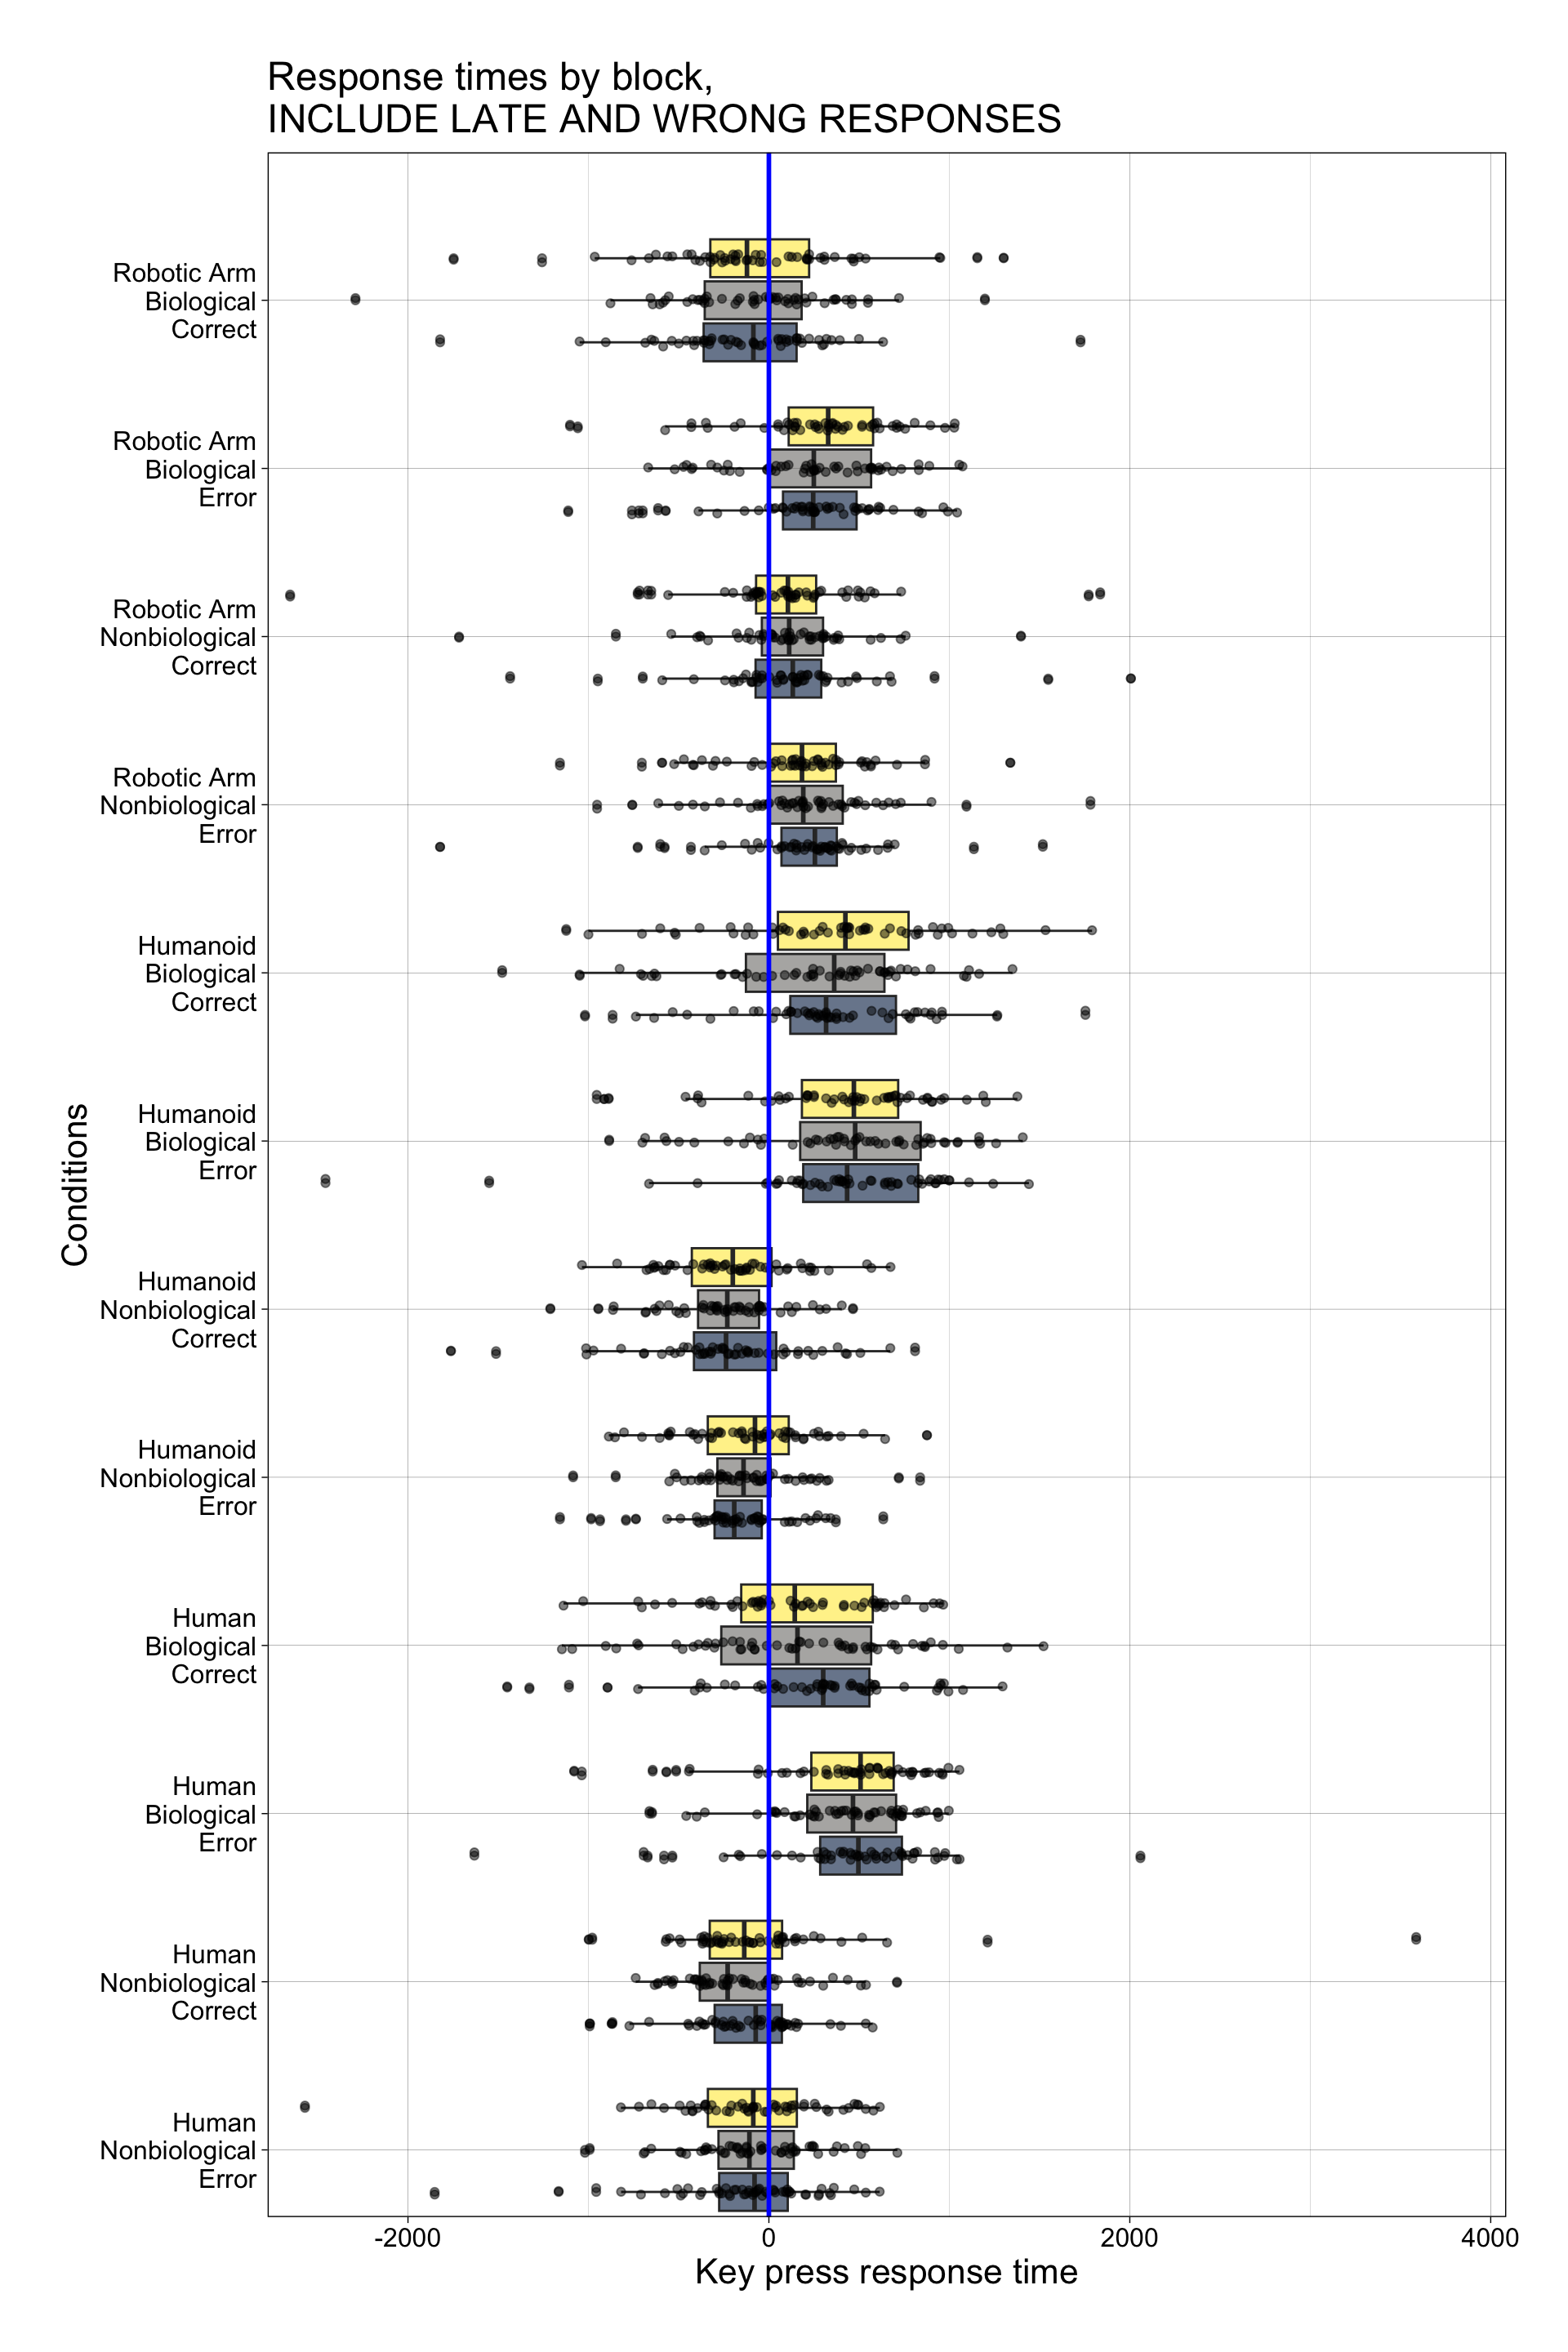 Response times by block,
INCLUDE LATE AND WRONG RESPONSES
Robotic Arm
Biological
Correct
Robotic Arm
Biological
Error
Robotic Arm
Nonbiological
Correct
Robotic Arm
Nonbiological
Error
Humanoid
Biological
Correct
Humanoid
Biological
Error
Humanoid
Nonbiological
Correct
Humanoid
Nonbiological
Error
Human
Biological
Correct
Human
Biological
Error
Human
Nonbiological
Correct
Human
Nonbiological
Error
Conditions
-2000 0 2000 4000
Key press response time